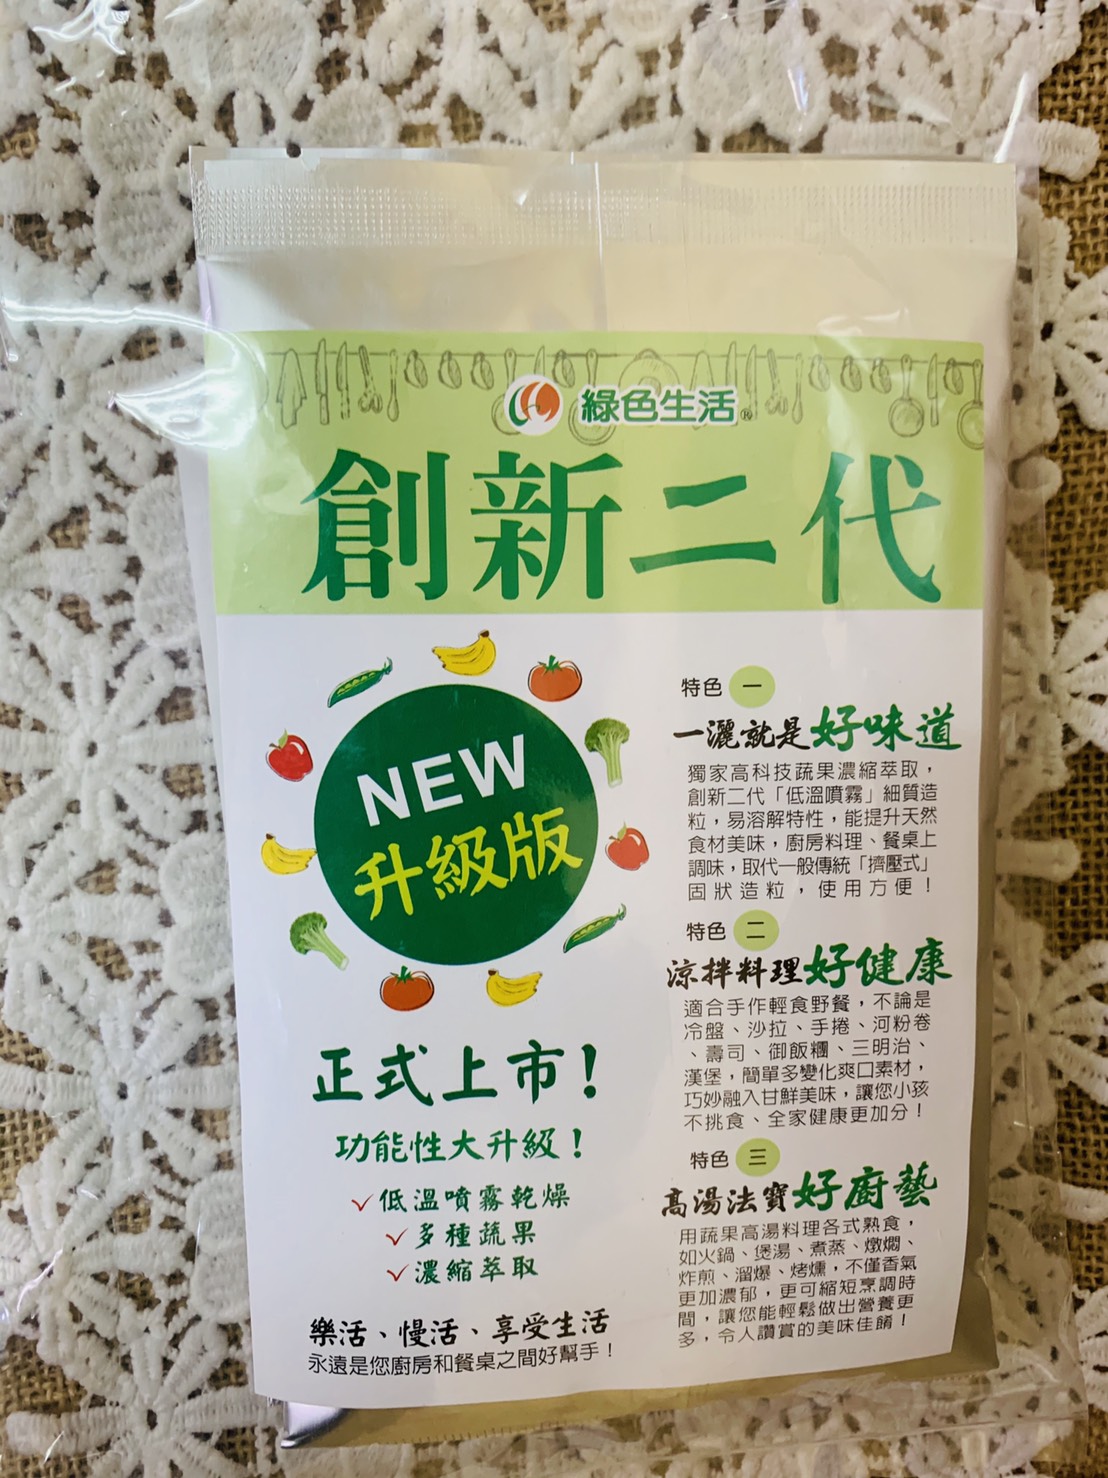 綠色生活®
創新二代
NEW
升級版
正式上市！
功能性大升級！
✓低溫噴霧乾燥
✓多種蔬果
✓濃縮萃取
樂活、慢活、享受生活
永遠是您廚房和餐桌之間好幫手！
特色 一
一灑就是好味道
獨家高科技蔬果濃縮萃取，
創新二代「低溫噴霧」細質造
粒，易溶解特性，能提升天然
食材美味，廚房料理、餐桌上
調味，取代一般傳統「擠壓式」
固狀造粒，使用方便！
特色 二
涼拌料理好健康
適合手作輕食野餐，不論是
冷盤、沙拉、手捲、河粉卷
、壽司、御飯糰、三明治、
漢堡，簡單多變化爽口素材，
巧妙融入甘鮮美味，讓您小孩
不挑食、全家健康更加分！
特色 三
高湯法寶好廚藝
用蔬果高湯料理各式熟食，
如火鍋、煲湯、煮蒸、燉燜、
炸煎、溜爆、烤燻，不僅香氣
更加濃郁，更可縮短烹調時
間，讓您能輕鬆做出營養更
多，令人讚賞的美味佳餚！